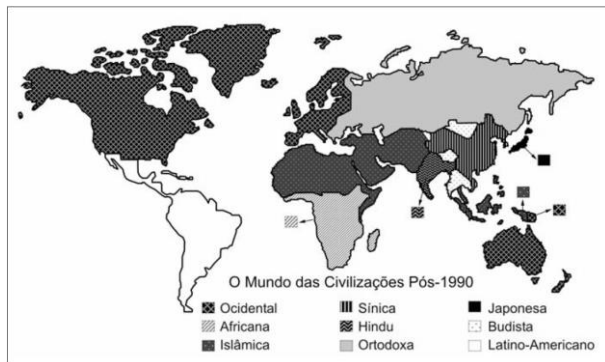 O Mundo das Civilizações Pós-1990
Ocidental
Sínica
Japonesa
Africana
Hindu
Budista
Islâmica
Ortodoxa
Latino-Americano